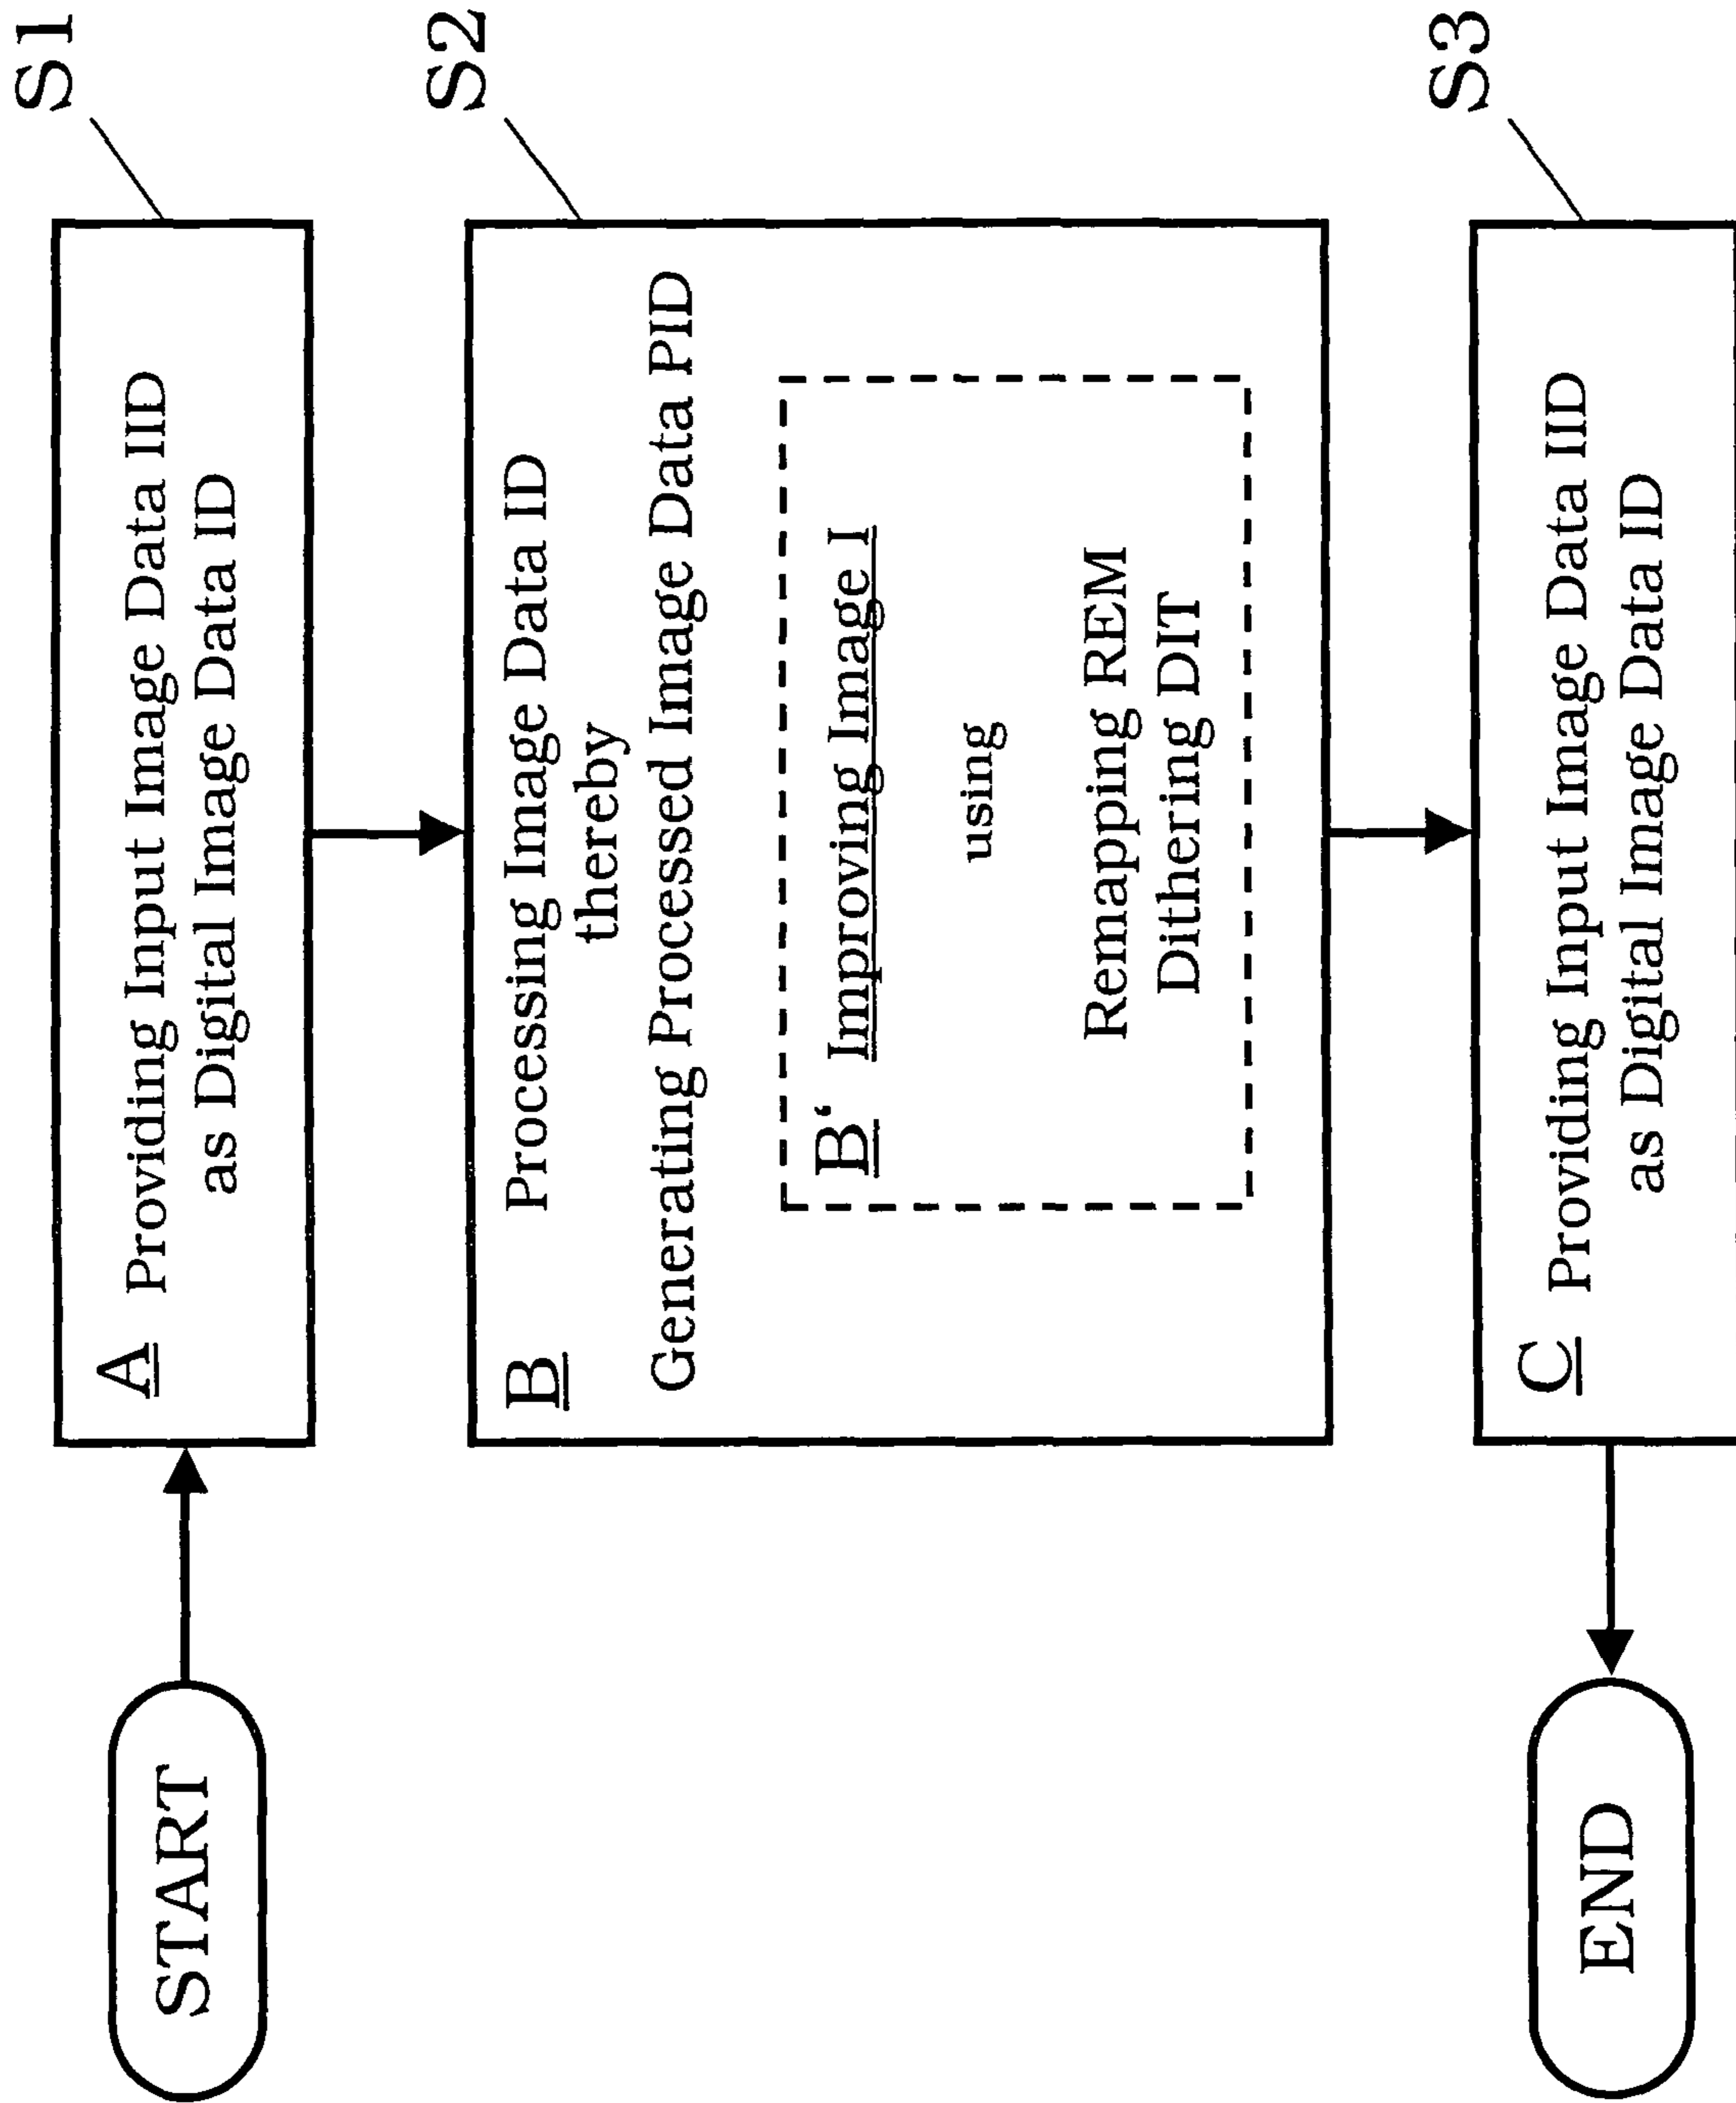 START
A Providing Input Image Data IID
as Digital Image Data ID
S1
B Processing Image Data ID
thereby
Generating Processed Image Data PID
B‘ Improving Image I
using
Remapping REM
Dithering DIT
S2
C Providing Input Image Data IID
as Digital Image Data ID
S3
END